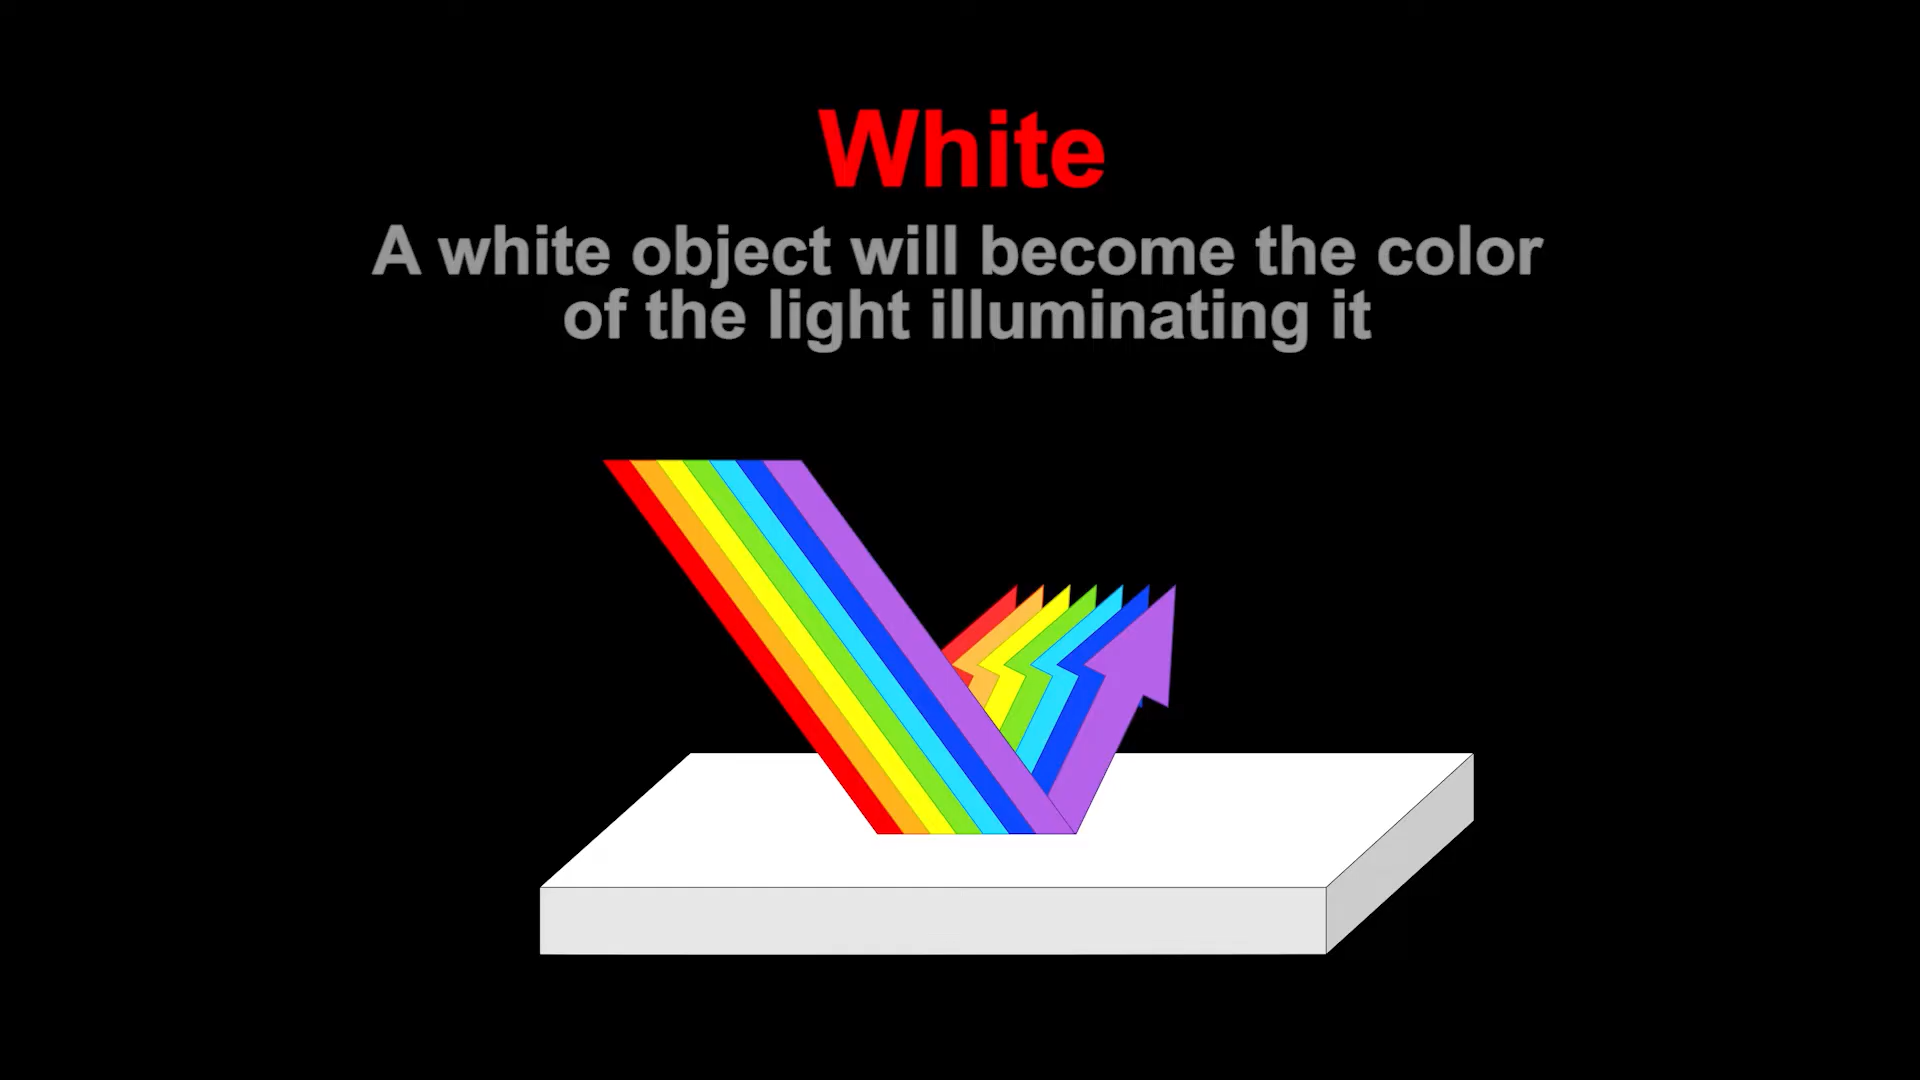 White
A white object will become the color
of the light illuminating it